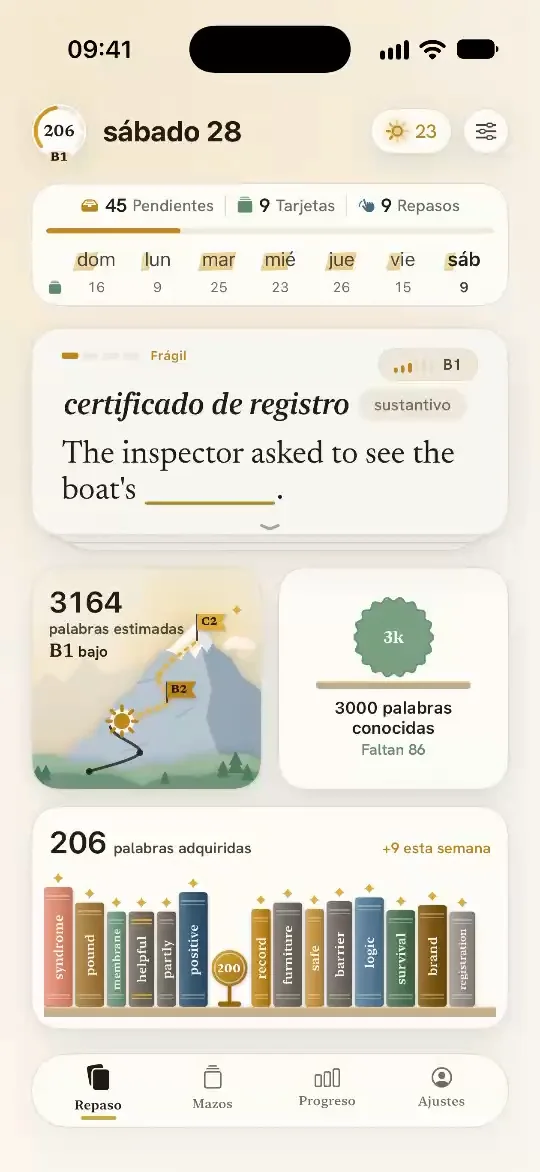 09:41
206
B1
sábado 28
23
45 Pendientes
9 Tarjetas
9 Repasos
dom lun mar mié jue vie sáb
16 9 25 23 26 15 9
Frágil
B1
certificado de registro
sustantivo
The inspector asked to see the
boat's __________.
3164
palabras estimadas
B1 bajo
C2
B2
3k
3000 palabras
conocidas
Faltan 86
206 palabras adquiridas
+9 esta semana
syndrome
pound
membrane
helpful
partly
positive
200
record
furniture
safe
barrier
logic
survival
brand
registration
Repaso
Mazos
Progreso
Ajustes